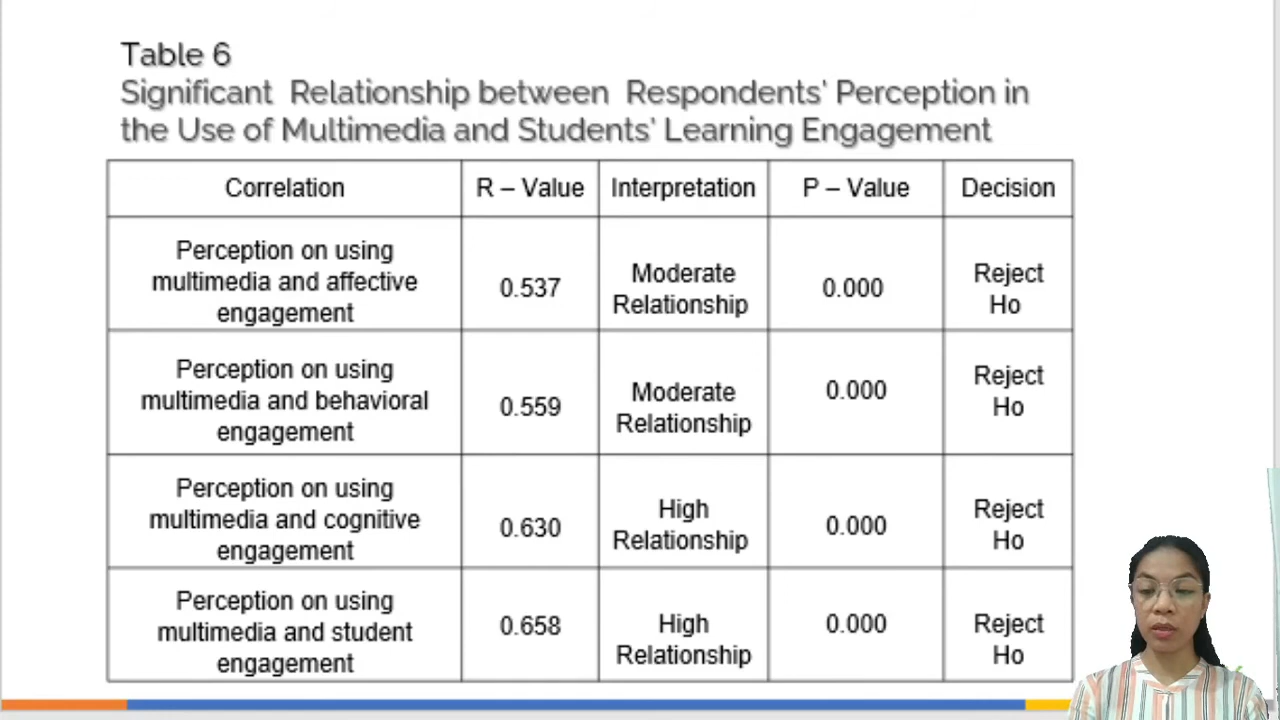 Table 6
Significant Relationship between Respondents' Perception in
the Use of Multimedia and Students' Learning Engagement
Correlation R – Value Interpretation P – Value Decision
Perception on using
multimedia and affective
engagement
0.537
Moderate
Relationship
0.000
Reject
Ho
Perception on using
multimedia and behavioral
engagement
0.559
Moderate
Relationship
0.000
Reject
Ho
Perception on using
multimedia and cognitive
engagement
0.630
High
Relationship
0.000
Reject
Ho
Perception on using
multimedia and student
engagement
0.658
High
Relationship
0.000
Reject
Ho